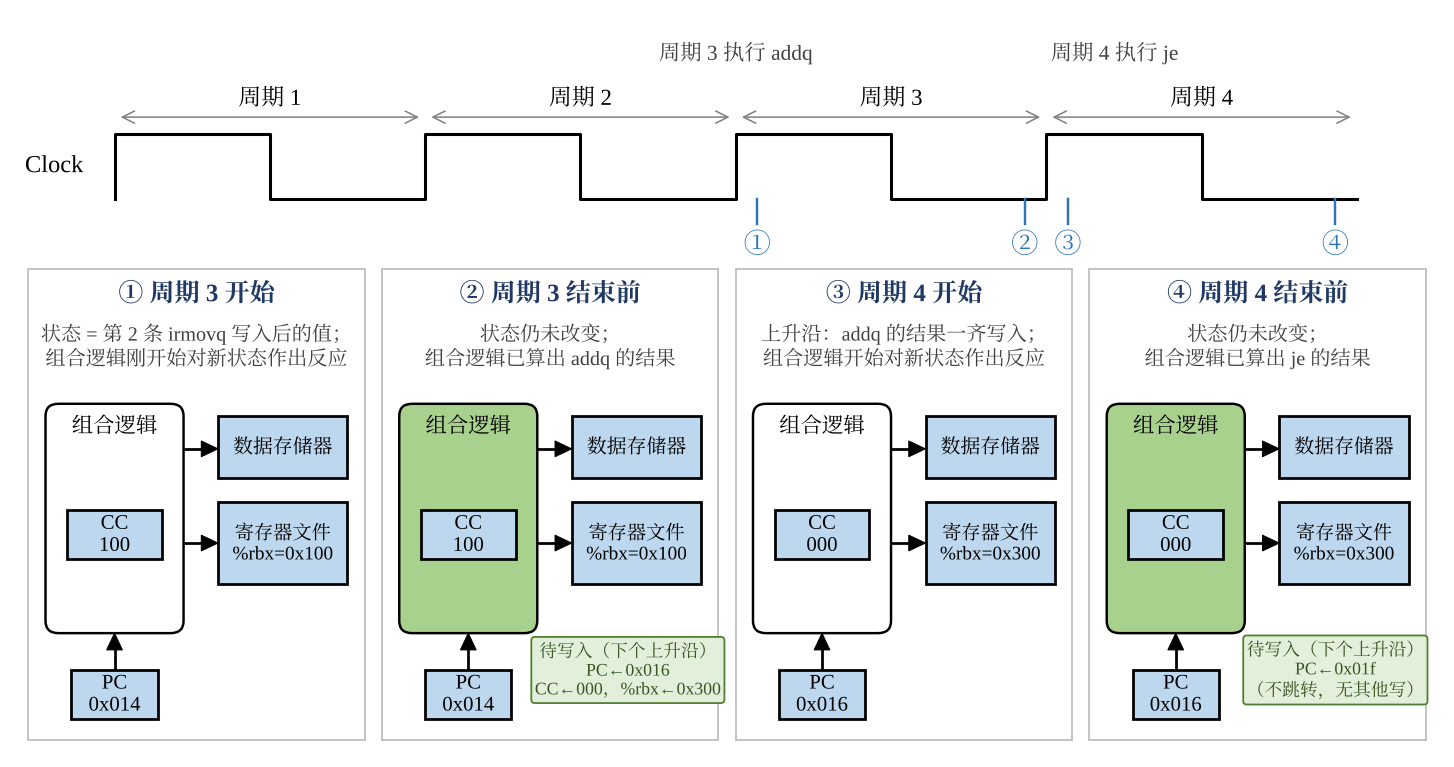 周期 3 执行 addq
周期 4 执行 je
周期 1
周期 2
周期 3
周期 4
Clock
①
②
③
④
① 周期 3 开始
状态 = 第 2 条 irmovq 写入后的值；
组合逻辑刚开始对新状态作出反应
组合逻辑
数据存储器
CC
100
寄存器文件
%rbx=0x100
PC
0x014
② 周期 3 结束前
状态仍未改变；
组合逻辑已算出 addq 的结果
组合逻辑
数据存储器
CC
100
寄存器文件
%rbx=0x100
待写入（下个上升沿）
PC←0x016
CC←000，%rbx←0x300
PC
0x014
③ 周期 4 开始
上升沿：addq 的结果一齐写入；
组合逻辑开始对新状态作出反应
组合逻辑
数据存储器
CC
000
寄存器文件
%rbx=0x300
PC
0x016
④ 周期 4 结束前
状态仍未改变；
组合逻辑已算出 je 的结果
组合逻辑
数据存储器
CC
000
寄存器文件
%rbx=0x300
待写入（下个上升沿）
PC←0x01f
（不跳转，无其他写）
PC
0x016